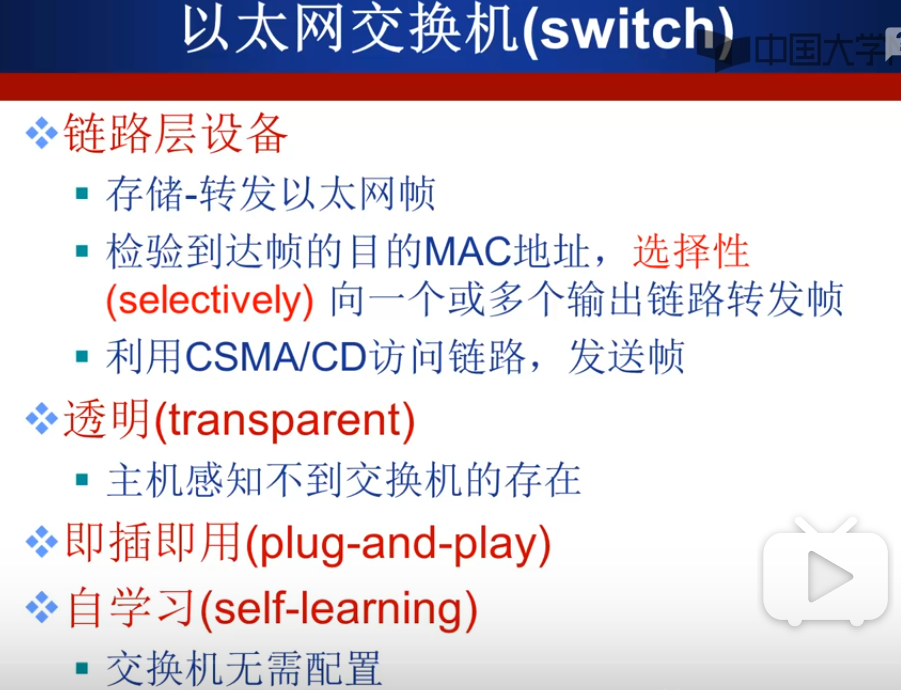 以太网交换机(switch)
中国大学
链路层设备
存储-转发以太网帧
检验到达帧的目的MAC地址，选择性
(selectively) 向一个或多个输出链路转发帧
利用CSMA/CD访问链路，发送帧
透明(transparent)
主机感知不到交换机的存在
即插即用(plug-and-play)
自学习(self-learning)
交换机无需配置